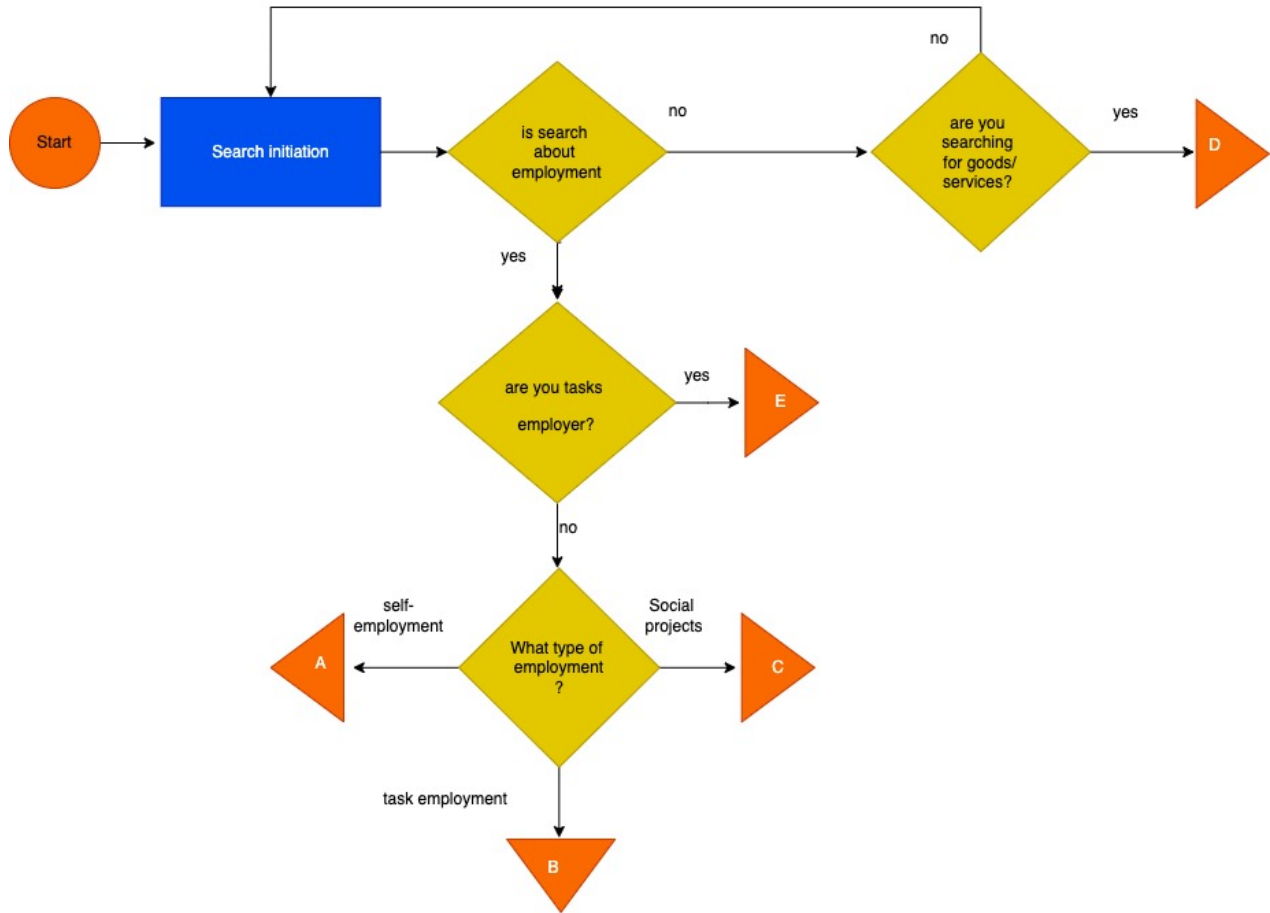 no
Start
Search initiation
is search
about
employment
no
are you
searching
for goods/
services?
yes
D
yes
are you tasks
employer?
yes
E
no
self-
employment
Social
projects
A
What type of
employment
?
C
task employment
B